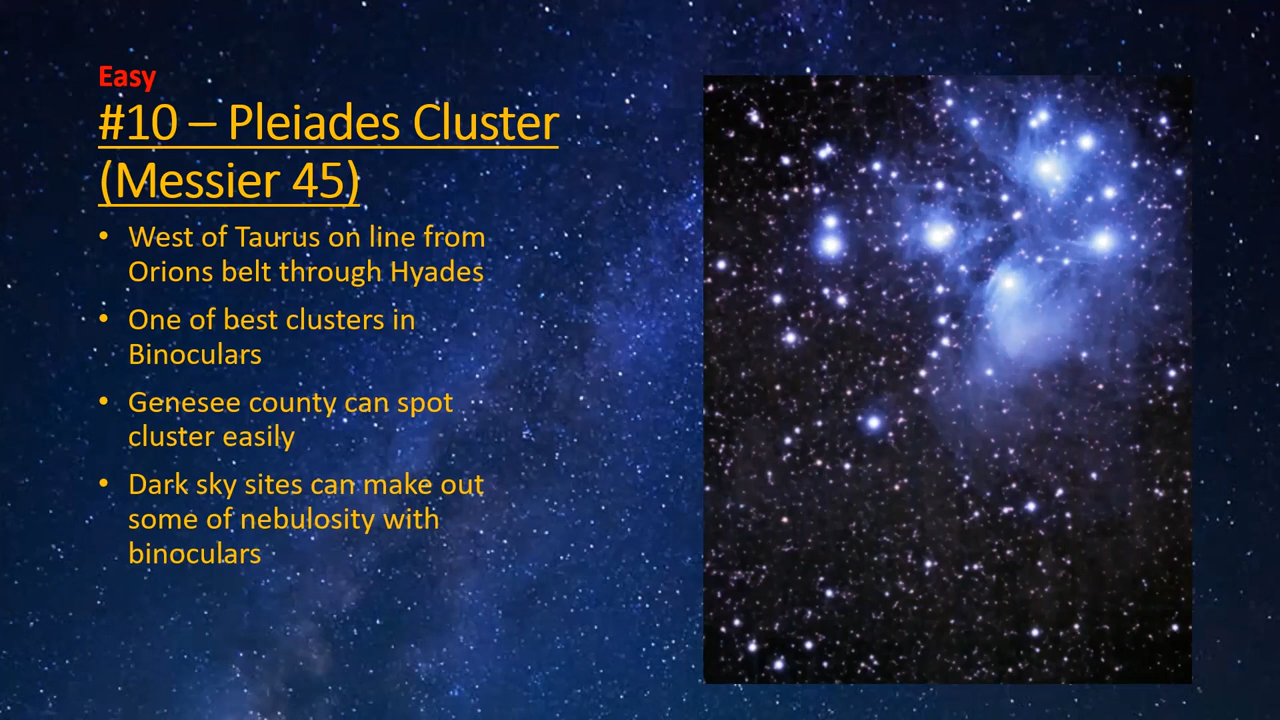 Easy
#10 – Pleiades Cluster
(Messier 45)
• West of Taurus on line from
Orions belt through Hyades
• One of best clusters in
Binoculars
• Genesee county can spot
cluster easily
• Dark sky sites can make out
some of nebulosity with
binoculars